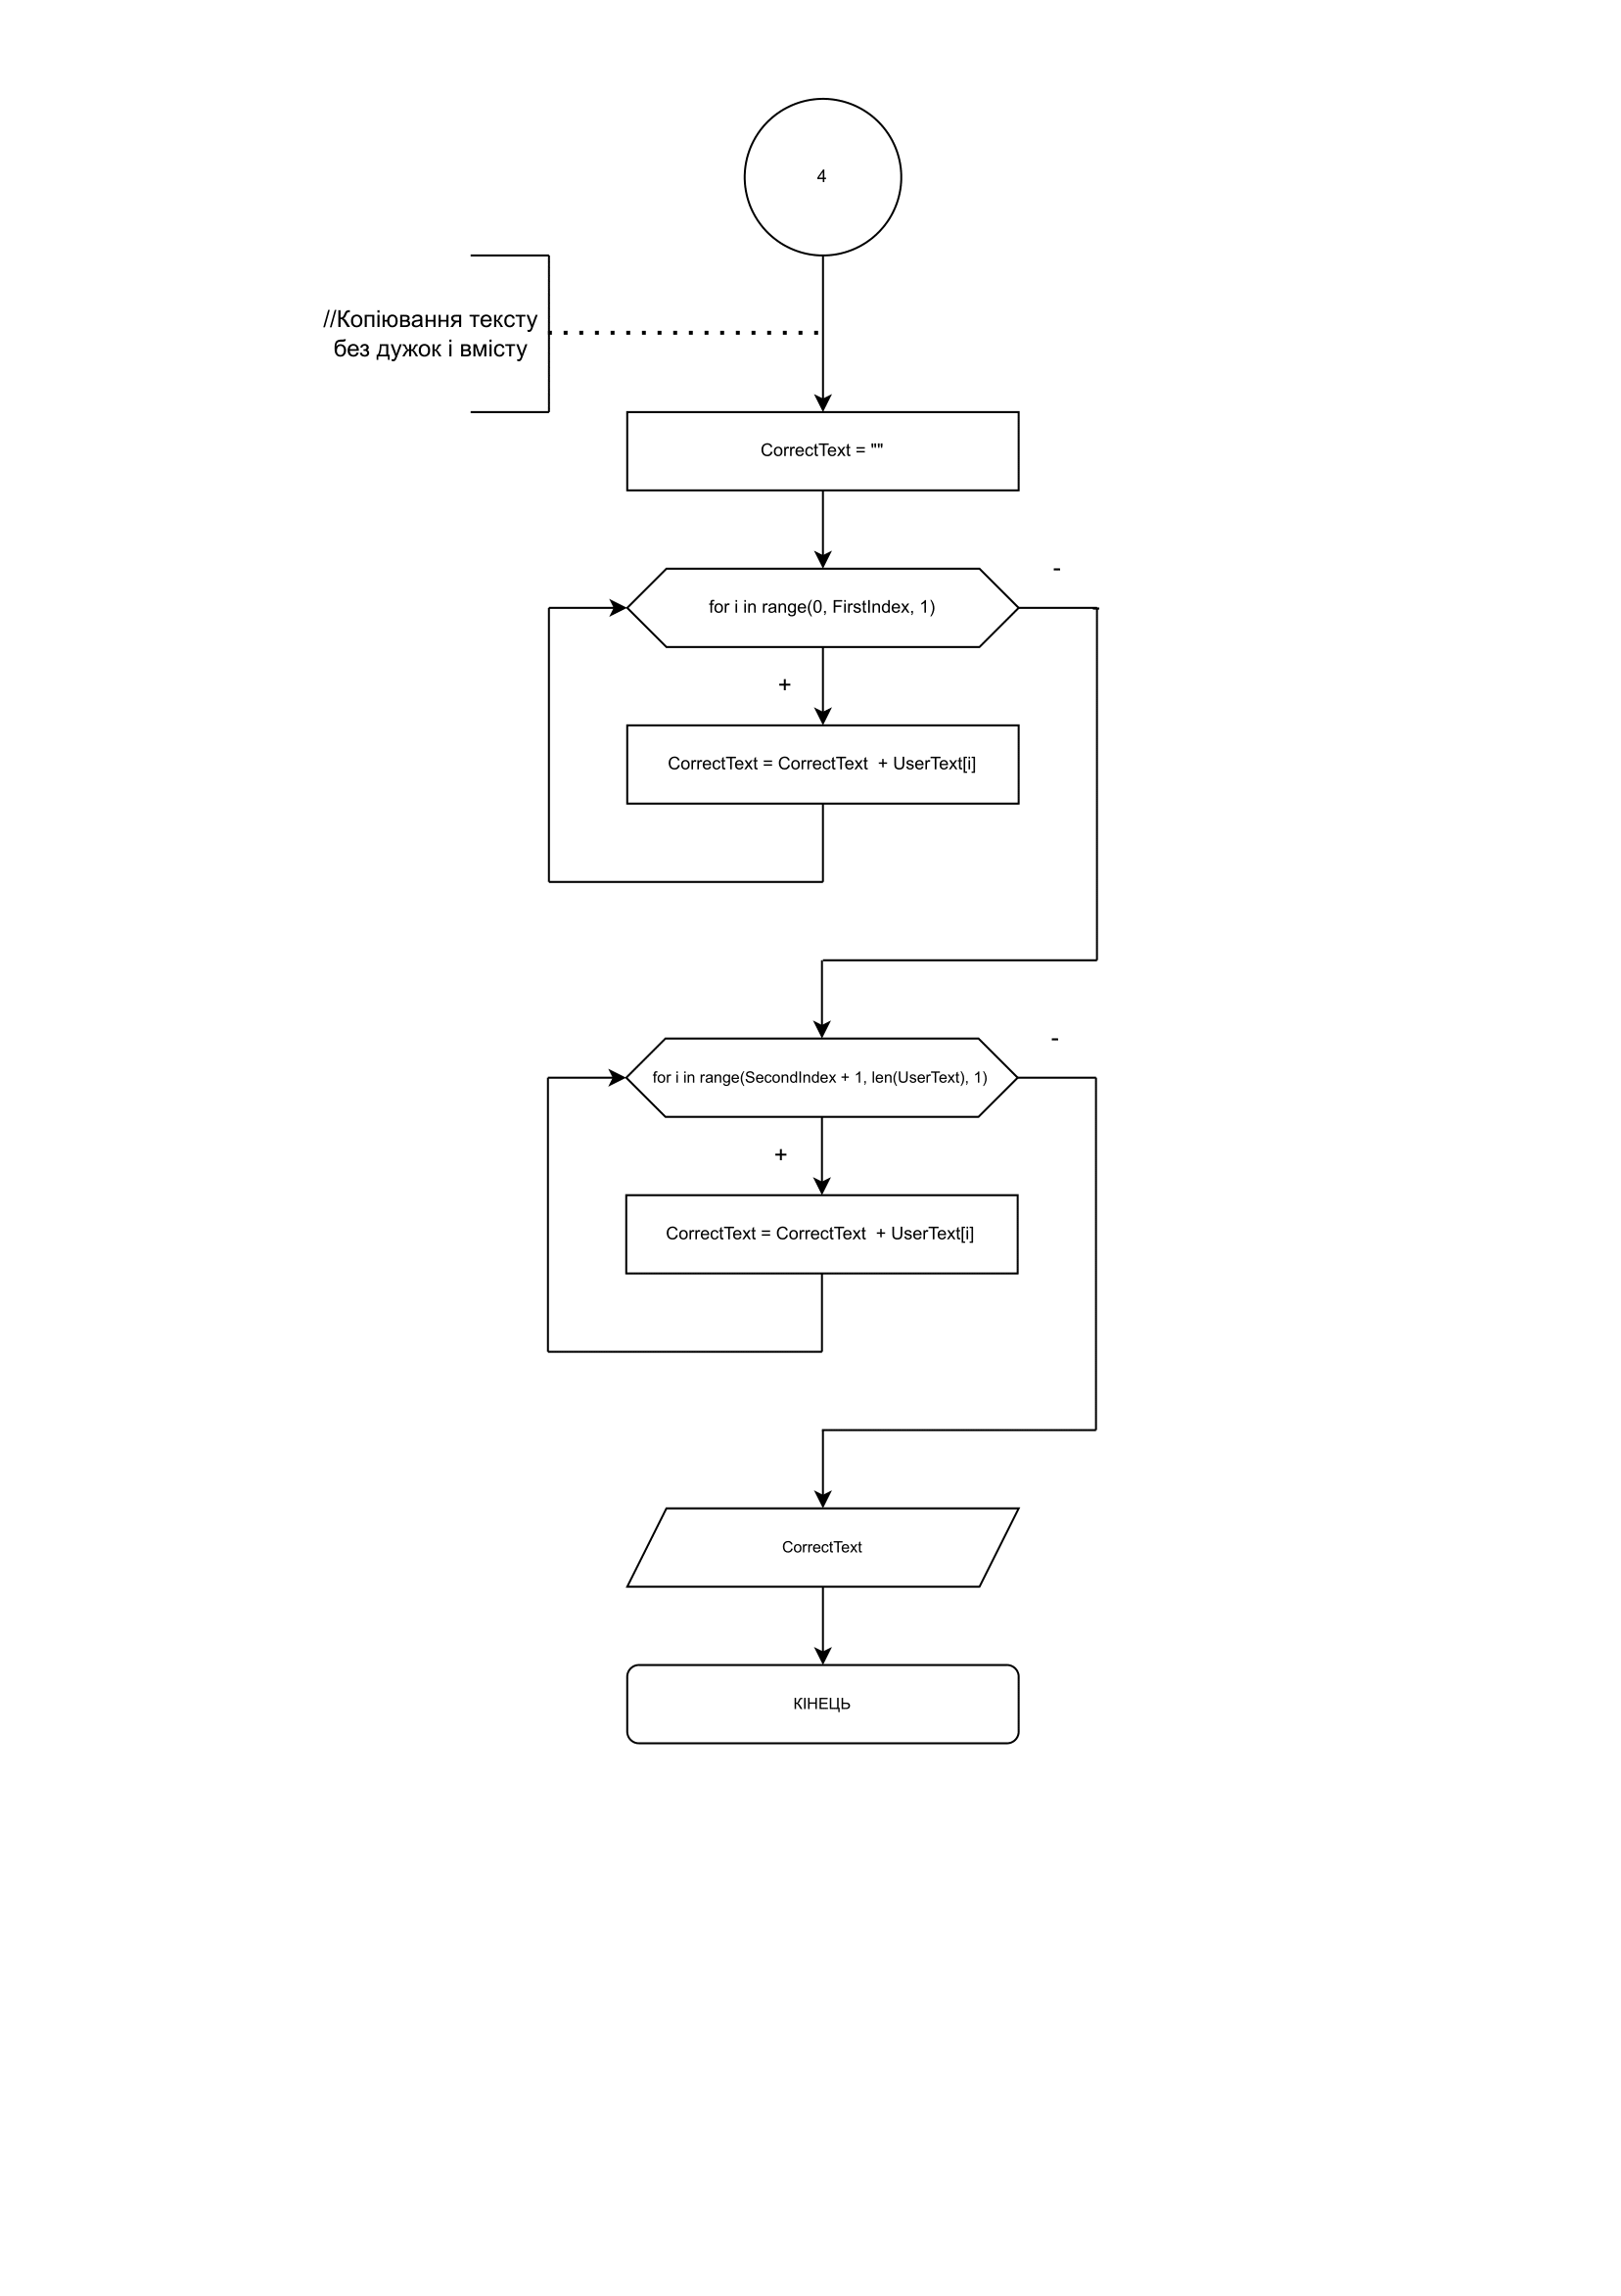 4
//Копіювання тексту
без дужок і вмісту
CorrectText = ""
-
for i in range(0, FirstIndex, 1)
+
CorrectText = CorrectText  + UserText[i]
-
for i in range(SecondIndex + 1, len(UserText), 1)
+
CorrectText = CorrectText  + UserText[i]
CorrectText
КІНЕЦЬ